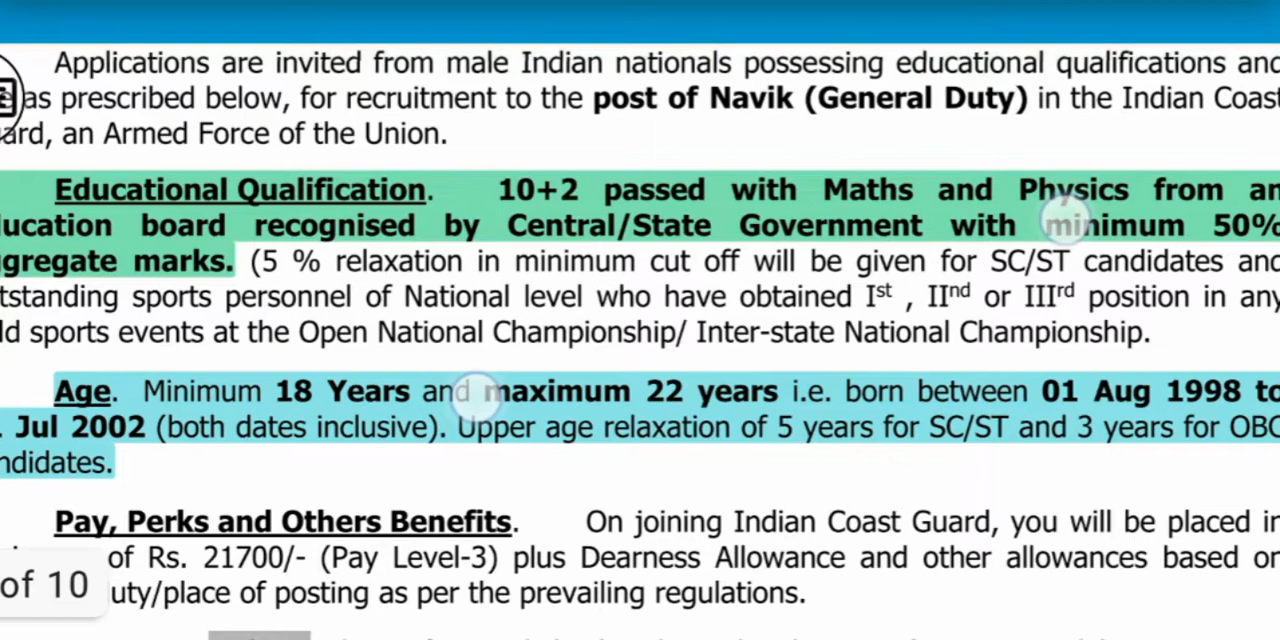 Applications are invited from male Indian nationals possessing educational qualifications and
as prescribed below, for recruitment to the post of Navik (General Duty) in the Indian Coast
ard, an Armed Force of the Union.
Educational Qualification. 10+2 passed with Maths and Physics from an
ucation board recognised by Central/State Government with minimum 50%
gregate marks. (5 % relaxation in minimum cut off will be given for SC/ST candidates and
tstanding sports personnel of National level who have obtained Ist , IInd or IIIrd position in any
ld sports events at the Open National Championship/ Inter-state National Championship.
Age. Minimum 18 Years and maximum 22 years i.e. born between 01 Aug 1998 to
Jul 2002 (both dates inclusive). Upper age relaxation of 5 years for SC/ST and 3 years for OBC
ndidates.
Pay, Perks and Others Benefits. On joining Indian Coast Guard, you will be placed in
of Rs. 21700/- (Pay Level-3) plus Dearness Allowance and other allowances based on
of 10 uty/place of posting as per the prevailing regulations.